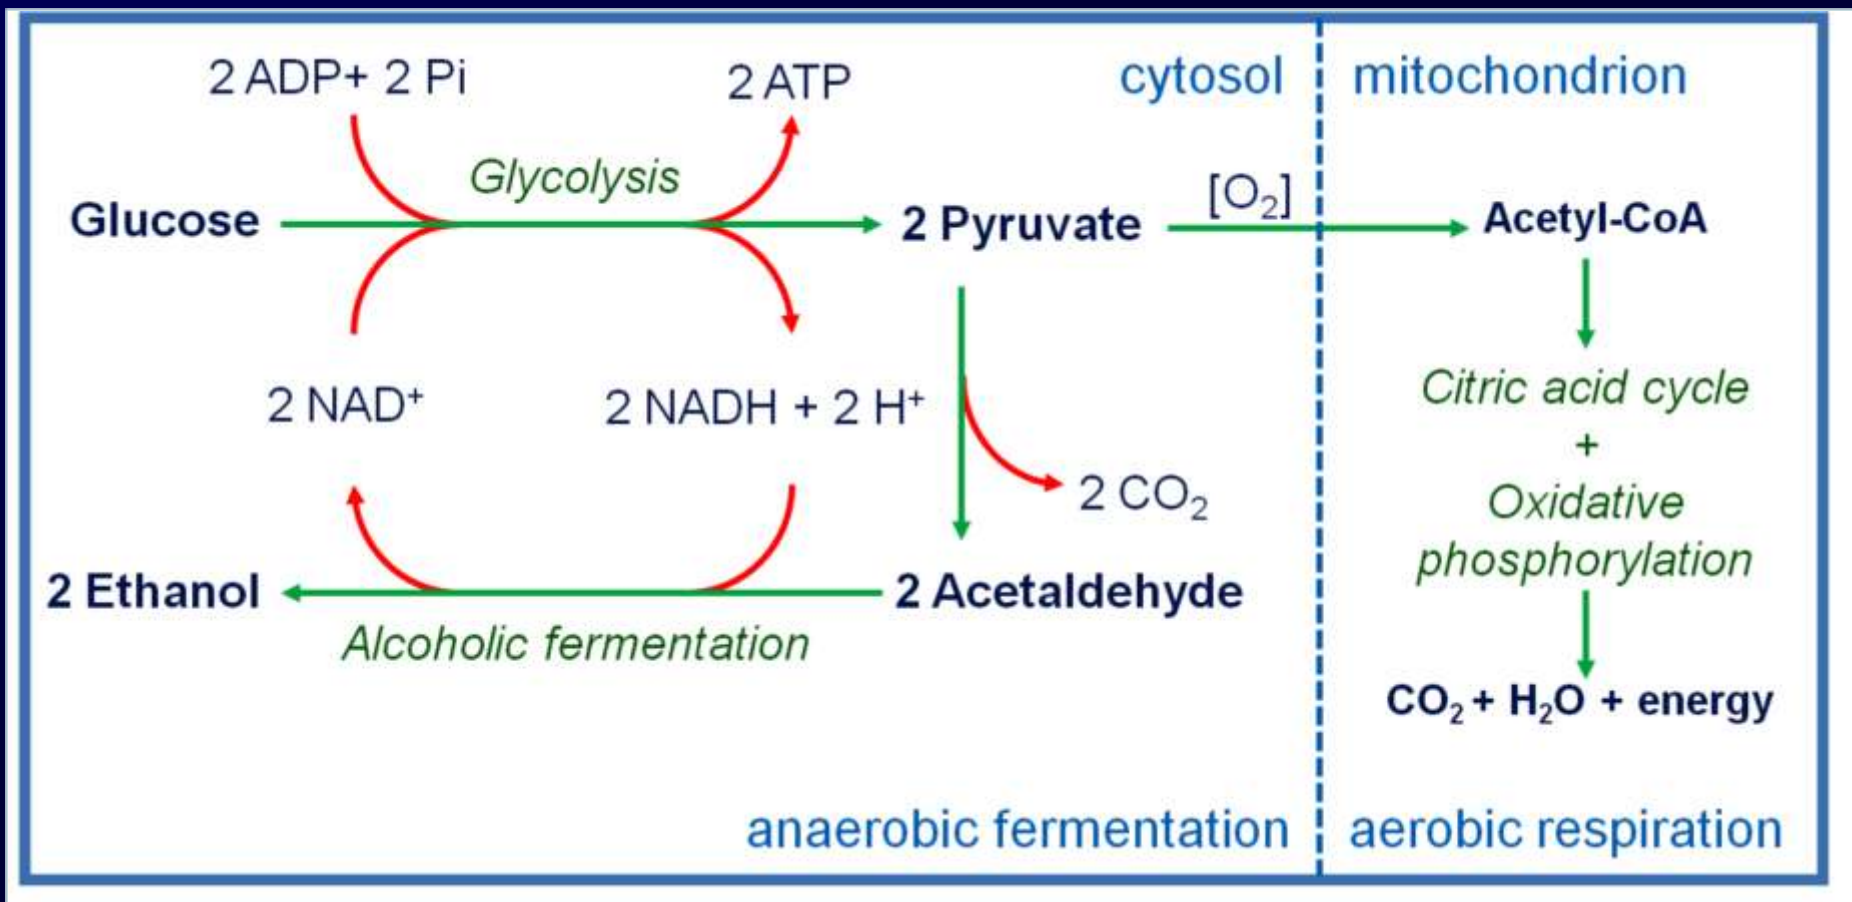 2 ADP+ 2 Pi
2 ATP
cytosol
mitochondrion
Glycolysis
[O₂]
Glucose
2 Pyruvate
Acetyl-CoA
2 NAD⁺
2 NADH + 2 H⁺
Citric acid cycle
+
Oxidative
phosphorylation
2 CO₂
2 Ethanol
2 Acetaldehyde
Alcoholic fermentation
CO₂ + H₂O + energy
anaerobic fermentation
aerobic respiration